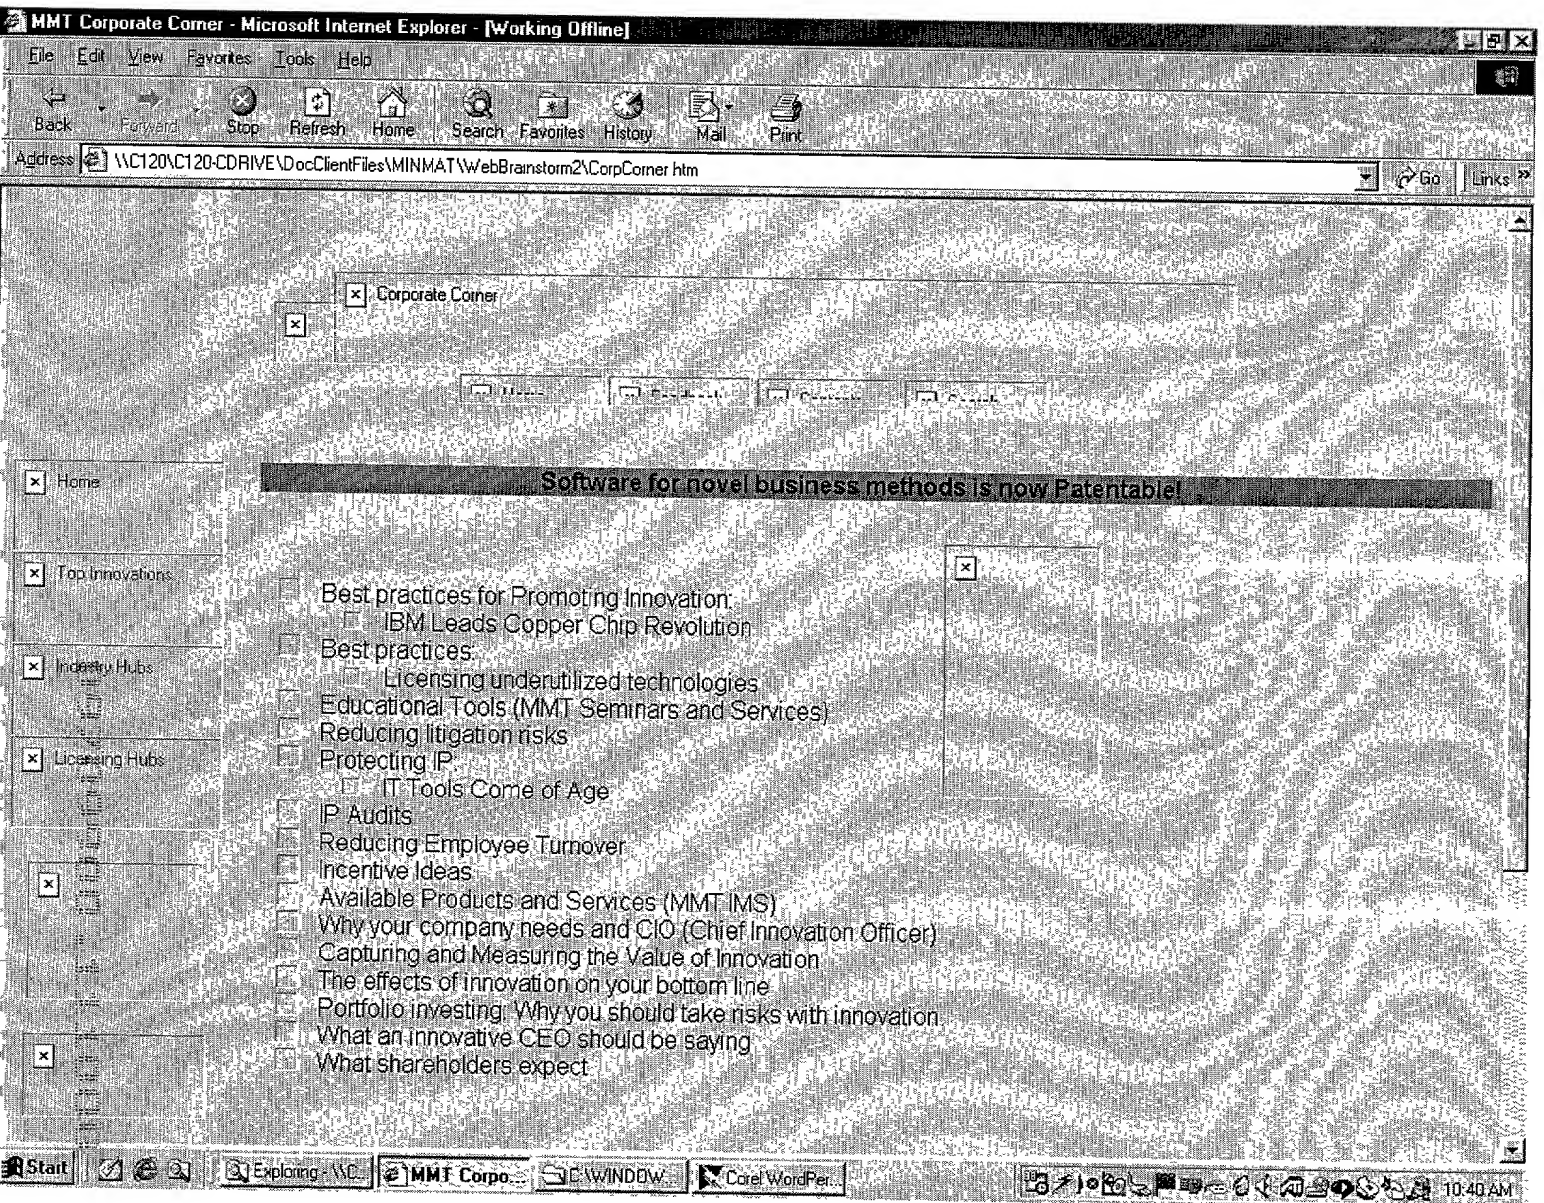 MMT Corporate Corner - Microsoft Internet Explorer - [Working Offline]
File Edit View Favorites Tools Help
Back Forward Stop Refresh Home Search Favorites History Mail Print
Address \\C120\C120-CDRIVE\DocClientFiles\MINMAT\WebBrainstorm2\CorpCorner htm Go Links »
Corporate Corner
Home Feedback Contents Search
Software for novel business methods is now Patentable!
Home
Top Innovations
Industry Hubs
Licensing Hubs
Best practices for Promoting Innovation:
IBM Leads Copper Chip Revolution
Best practices:
Licensing underutilized technologies
Educational Tools (MMT Seminars and Services)
Reducing litigation risks
Protecting IP
IT Tools Come of Age
IP Audits
Reducing Employee Turnover
Incentive Ideas
Available Products and Services (MMT IMS)
Why your company needs and CIO (Chief Innovation Officer)
Capturing and Measuring the Value of Innovation
The effects of innovation on your bottom line
Portfolio investing: Why you should take risks with innovation
What an innovative CEO should be saying
What shareholders expect
Start Exploring - \\C... MMT Corpo... C:\WINDOW... Corel WordPer... 10:40 AM